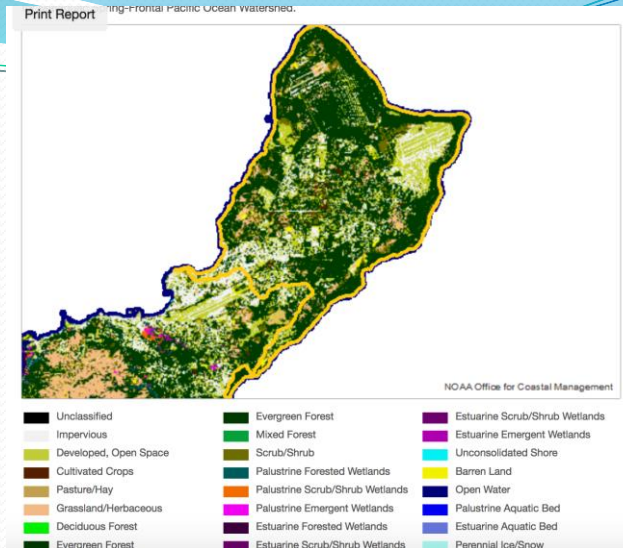 ring-Frontal Pacific Ocean Watershed.
Print Report
NOAA Office for Coastal Management
Unclassified
Impervious
Developed, Open Space
Cultivated Crops
Pasture/Hay
Grassland/Herbaceous
Deciduous Forest
Evergreen Forest
Evergreen Forest
Mixed Forest
Scrub/Shrub
Palustrine Forested Wetlands
Palustrine Scrub/Shrub Wetlands
Palustrine Emergent Wetlands
Estuarine Forested Wetlands
Estuarine Scrub/Shrub Wetlands
Estuarine Scrub/Shrub Wetlands
Estuarine Emergent Wetlands
Unconsolidated Shore
Barren Land
Open Water
Palustrine Aquatic Bed
Estuarine Aquatic Bed
Perennial Ice/Snow